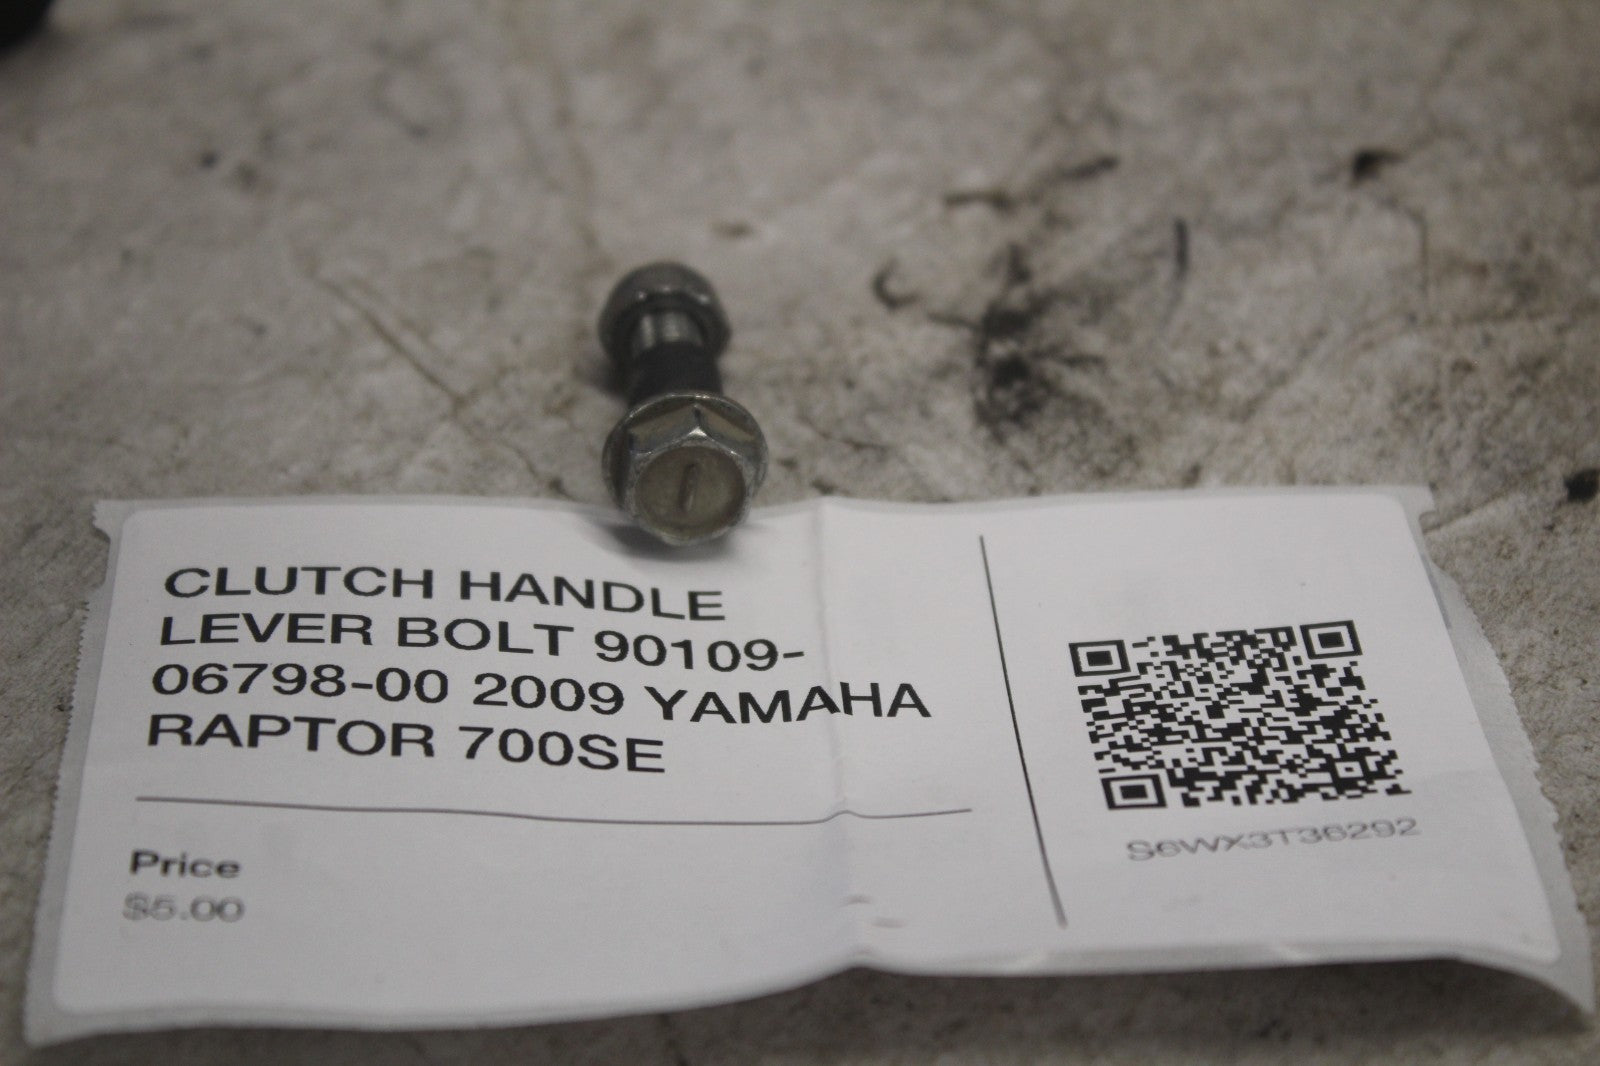 CLUTCH HANDLE
LEVER BOLT 90109-
06798-00 2009 YAMAHA
RAPTOR 700SE
Price
$5.00
S6WX3T36292